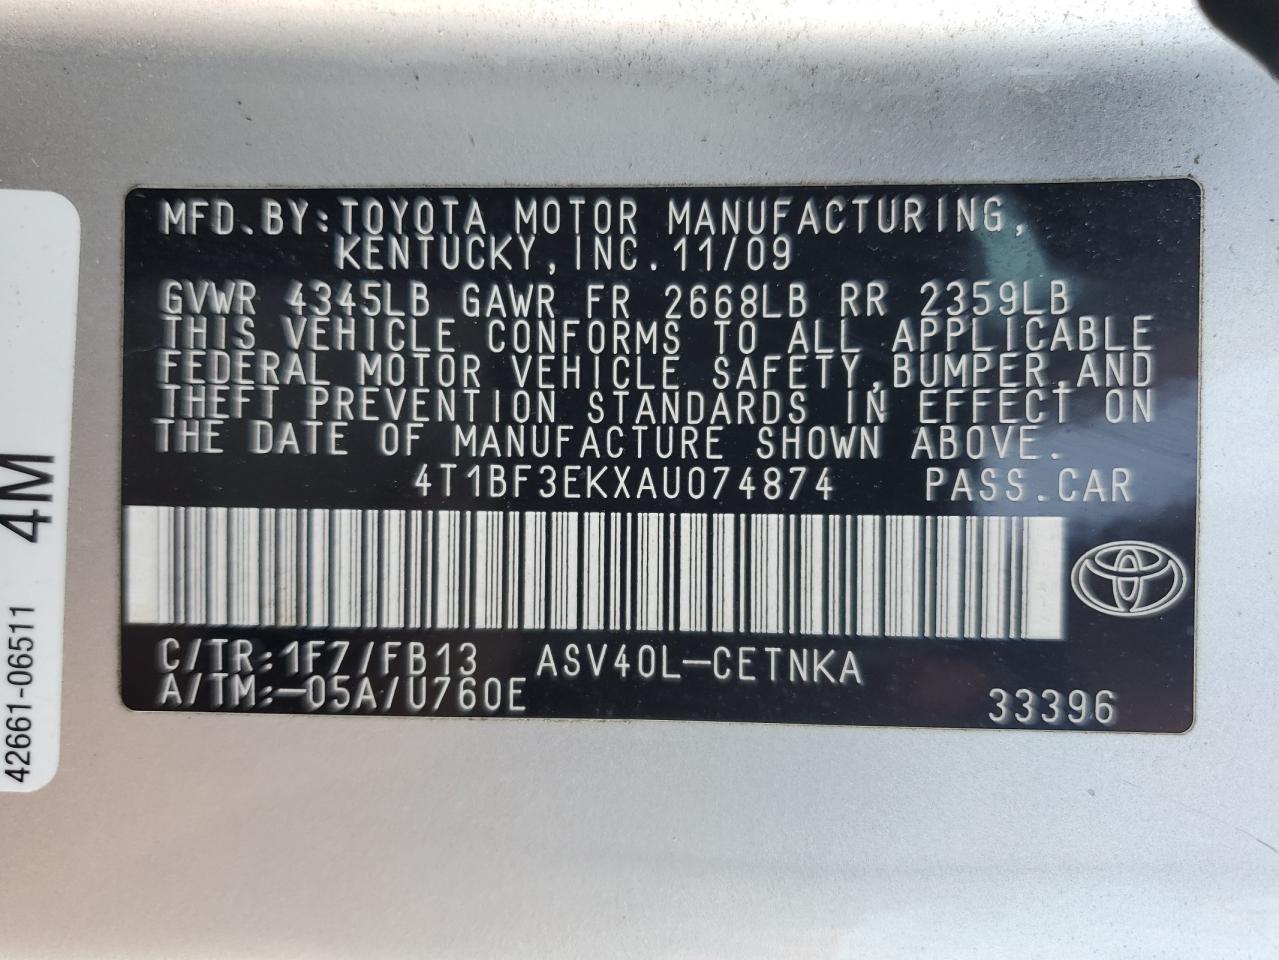 MFD.BY:TOYOTA MOTOR MANUFACTURING,
KENTUCKY, INC. 11/09
GVWR 4345LB GAWR FR 2668LB RR 2359LB
THIS VEHICLE CONFORMS TO ALL APPLICABLE
FEDERAL MOTOR VEHICLE SAFETY,BUMPER,AND
THEFT PREVENTION STANDARDS IN EFFECT ON
THE DATE OF MANUFACTURE SHOWN ABOVE.
4T1BF3EKXAU074874 PASS.CAR
C/TR:1F7/FB13 ASV40L-CETNKA
A/TM:-05A/U760E
33396
4M
42661-06511